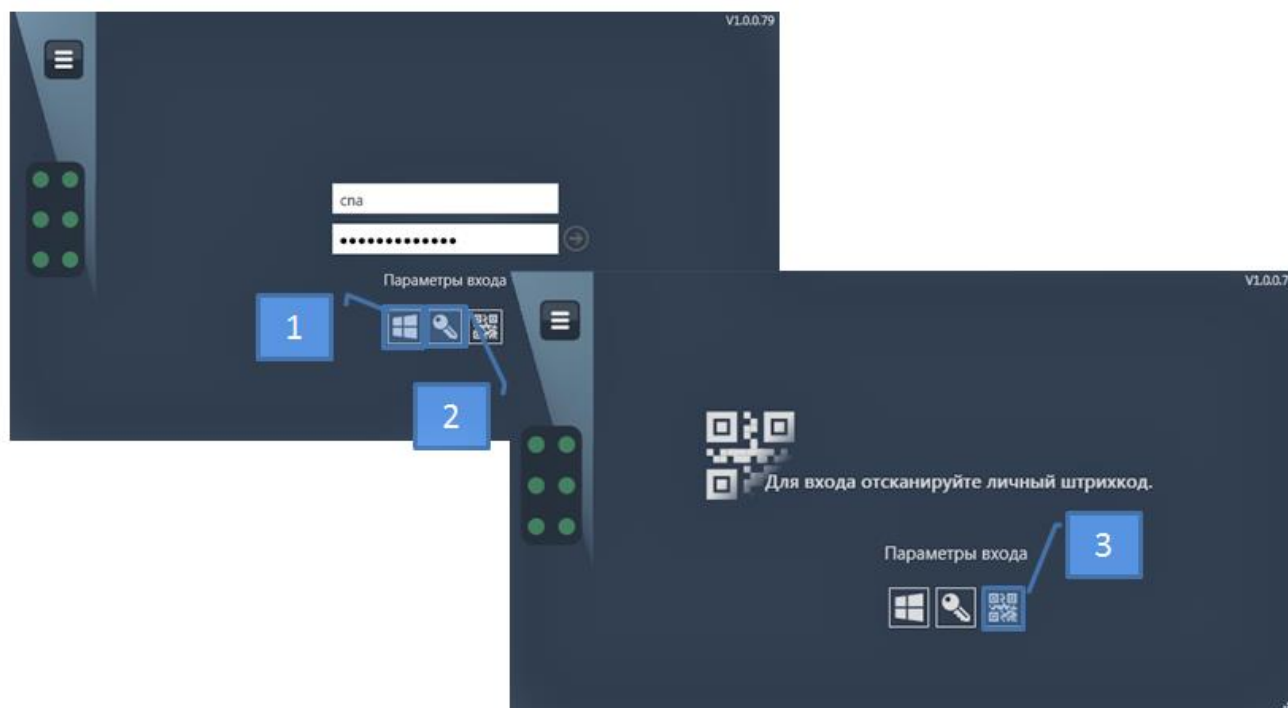 V1.0.0.79
cna
•••••••••••••
Параметры входа
1
2
V1.0.0.7
Для входа отсканируйте личный штрихкод.
Параметры входа
3